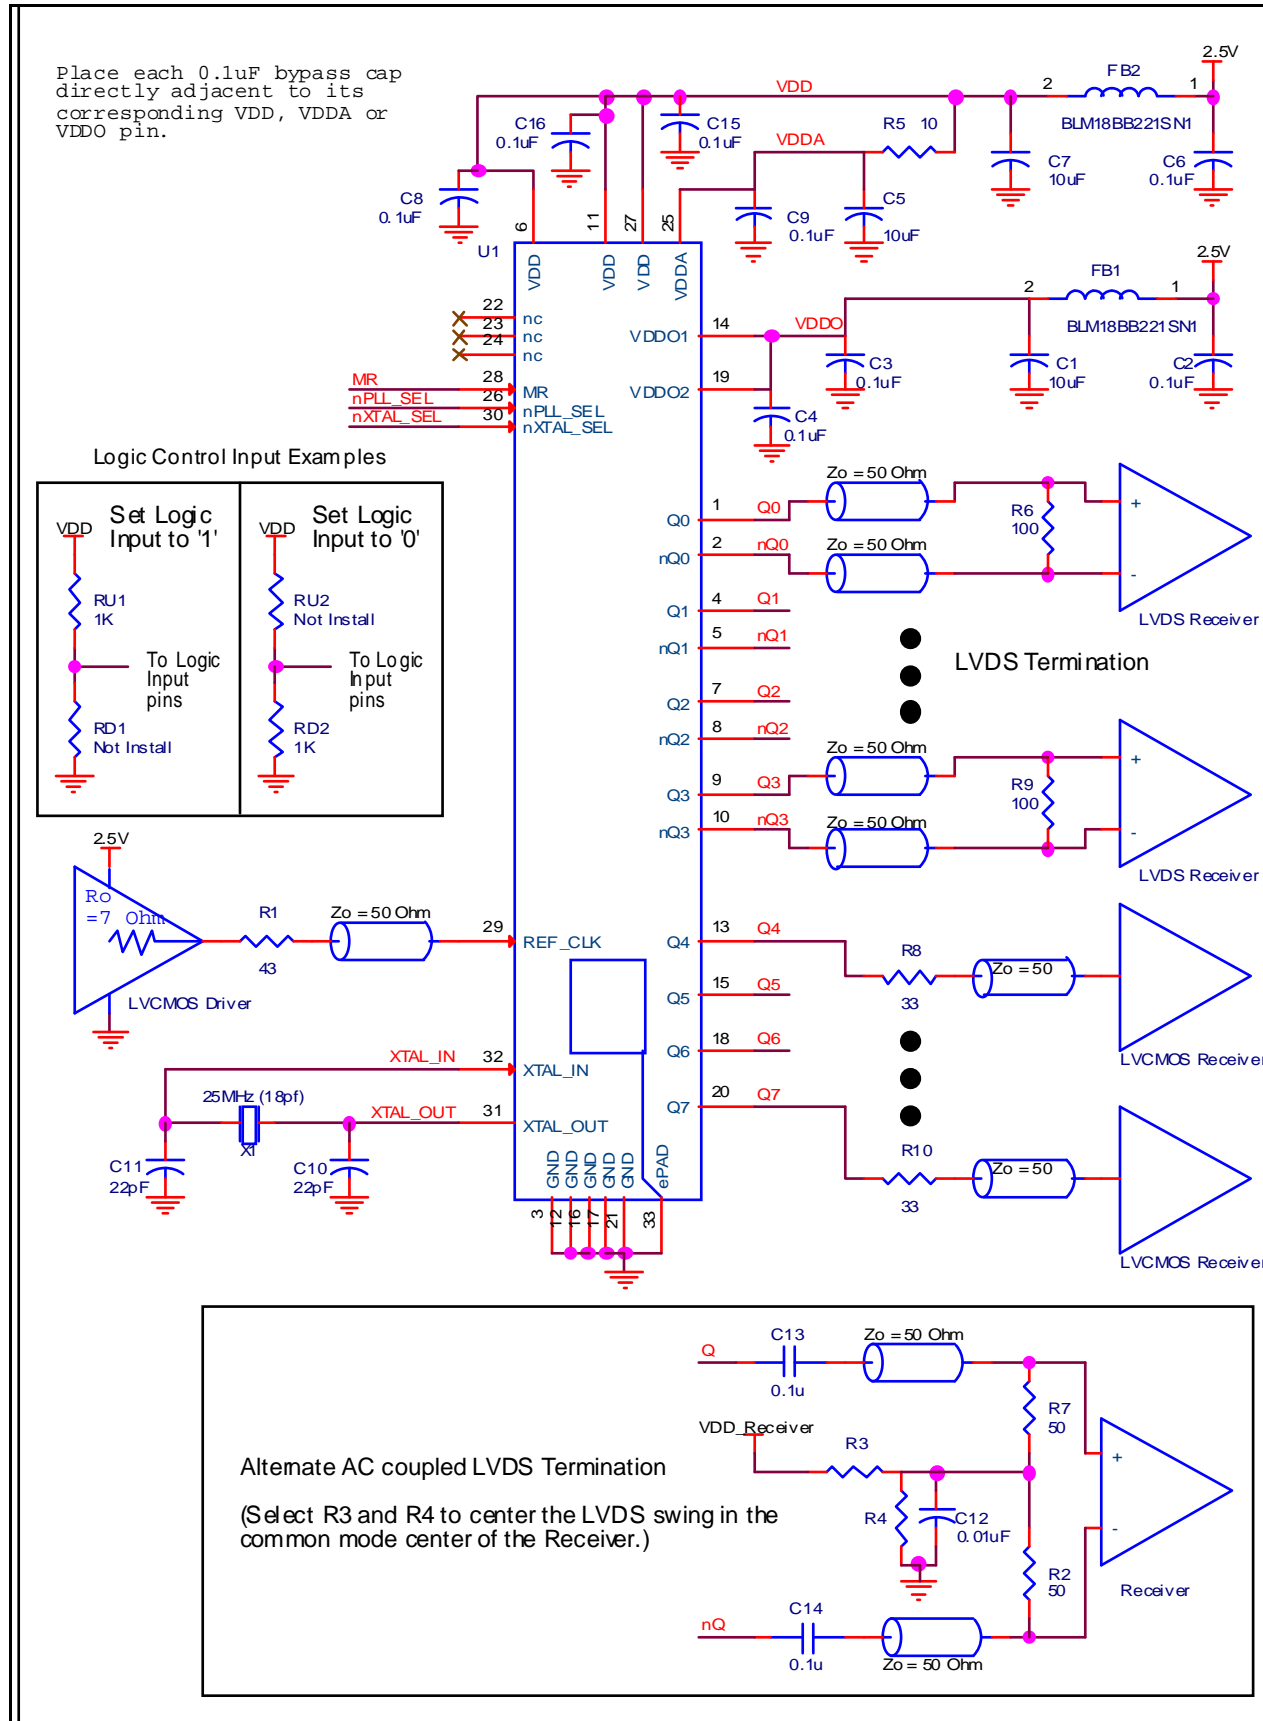 Place each 0.1uF bypass cap
directly adjacent to its
corresponding VDD, VDDA or
VDDO pin.
2.5V
FB2
2
1
BLM18BB221SN1
VDD
C16
0.1uF
C15
0.1uF
R5 10
VDDA
C7
10uF
C6
0.1uF
C8
0.1uF
C9
0.1uF
C5
10uF
6
11
27
25
U1
VDD
VDD
VDD
VDDA
2.5V
FB1
2
1
BLM18BB221SN1
22
nc
23
nc
24
nc
14
VDDO
VDDO1
C3
0.1uF
C1
10uF
C2
0.1uF
19
VDDO2
C4
0.1uF
MR
28
MR
nPLL_SEL
26
nPLL_SEL
nXTAL_SEL
30
nXTAL_SEL
Logic Control Input Examples
VDD
Set Logic
Input to '1'
RU1
1K
To Logic
Input
pins
RD1
Not Install
VDD
Set Logic
Input to '0'
RU2
Not Install
To Logic
Input
pins
RD2
1K
Zo = 50 Ohm
1
Q0
Q0
2
nQ0
nQ0
Zo = 50 Ohm
R6
100
+
-
LVDS Receiver
4
Q1
Q1
5
nQ1
nQ1
LVDS Termination
7
Q2
Q2
8
nQ2
nQ2
Zo = 50 Ohm
9
Q3
Q3
10
nQ3
nQ3
Zo = 50 Ohm
R9
100
+
-
LVDS Receiver
2.5V
Ro
=7 Ohm
LVCMOS Driver
R1
43
Zo = 50 Ohm
29
REF_CLK
13
Q4
Q4
R8
33
Zo = 50
LVCMOS Receiver
15
Q5
Q5
18
Q6
Q6
20
Q7
Q7
R10
33
Zo = 50
LVCMOS Receiver
XTAL_IN
32
XTAL_IN
25MHz (18pf)
X1
XTAL_OUT
31
XTAL_OUT
C11
22pF
C10
22pF
GND
GND
GND
GND
GND
ePAD
3
12
16
17
21
33
C13
0.1u
Q
Zo = 50 Ohm
R7
50
VDD_Receiver
R3
R4
C12
0.01uF
+
-
Receiver
R2
50
Alternate AC coupled LVDS Termination
(Select R3 and R4 to center the LVDS swing in the
common mode center of the Receiver.)
nQ
C14
0.1u
Zo = 50 Ohm